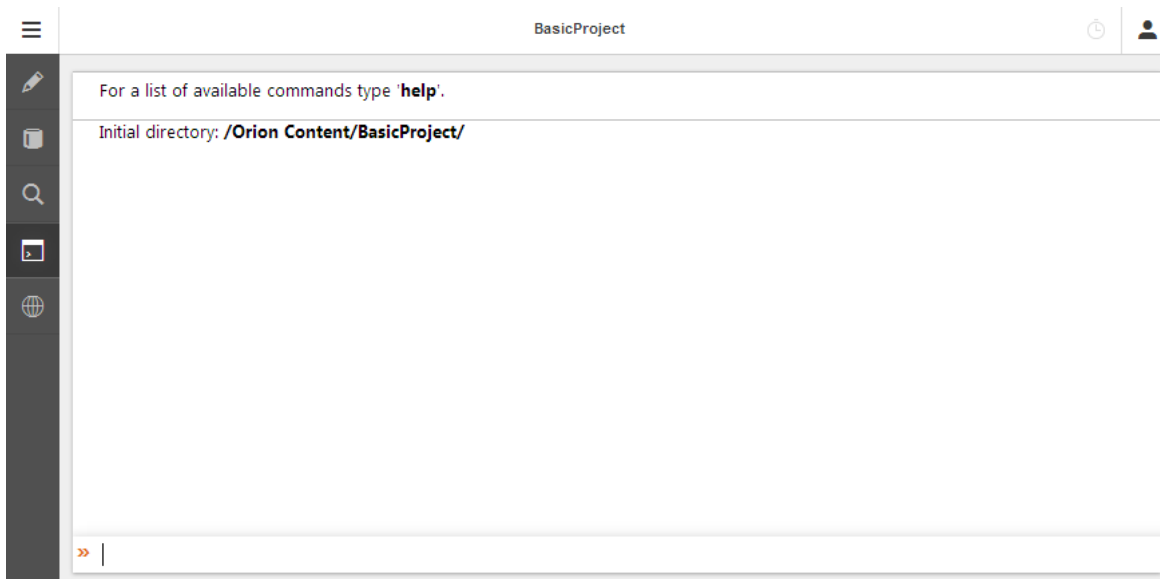 BasicProject
For a list of available commands type 'help'.
Initial directory: /Orion Content/BasicProject/
»